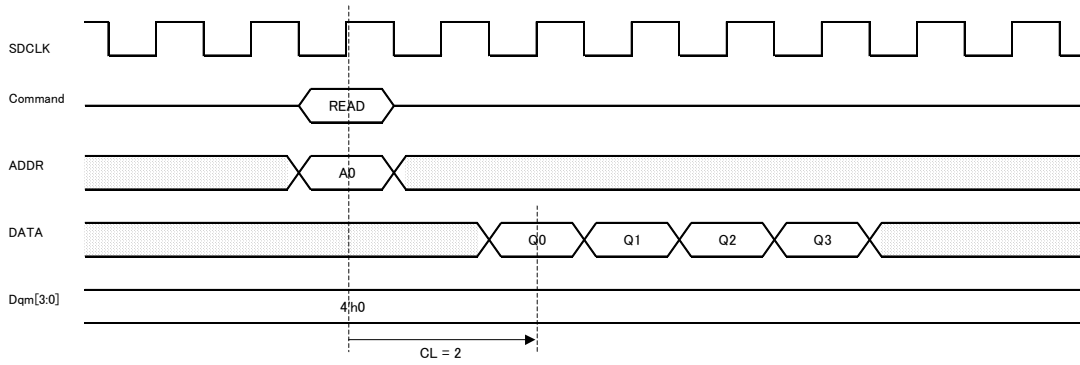 SDCLK
Command
READ
ADDR
A0
DATA
Q0 Q1 Q2 Q3
Dqm[3:0]
4'h0
CL = 2